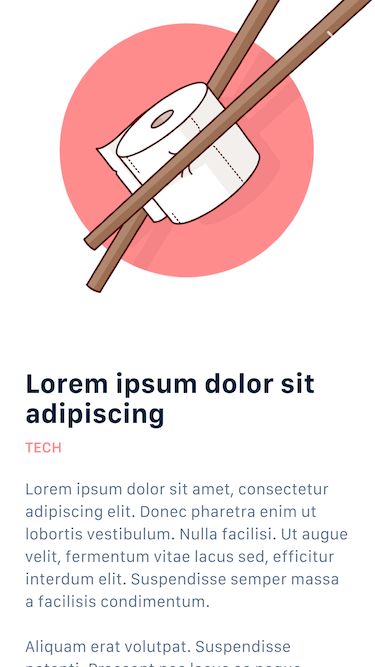 Lorem ipsum dolor sit
adipiscing
TECH
Lorem ipsum dolor sit amet, consectetur
adipiscing elit. Donec pharetra enim ut
lobortis vestibulum. Nulla facilisi. Ut augue
velit, fermentum vitae lacus sed, efficitur
interdum elit. Suspendisse semper massa
a facilisis condimentum.
Aliquam erat volutpat. Suspendisse